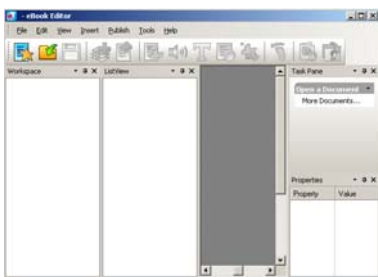 - eBook Editor
File Edit View Insert Publish Tools Help
Workspace
ListView
Task Pane
Open a Document
More Documents...
Properties
Property Value